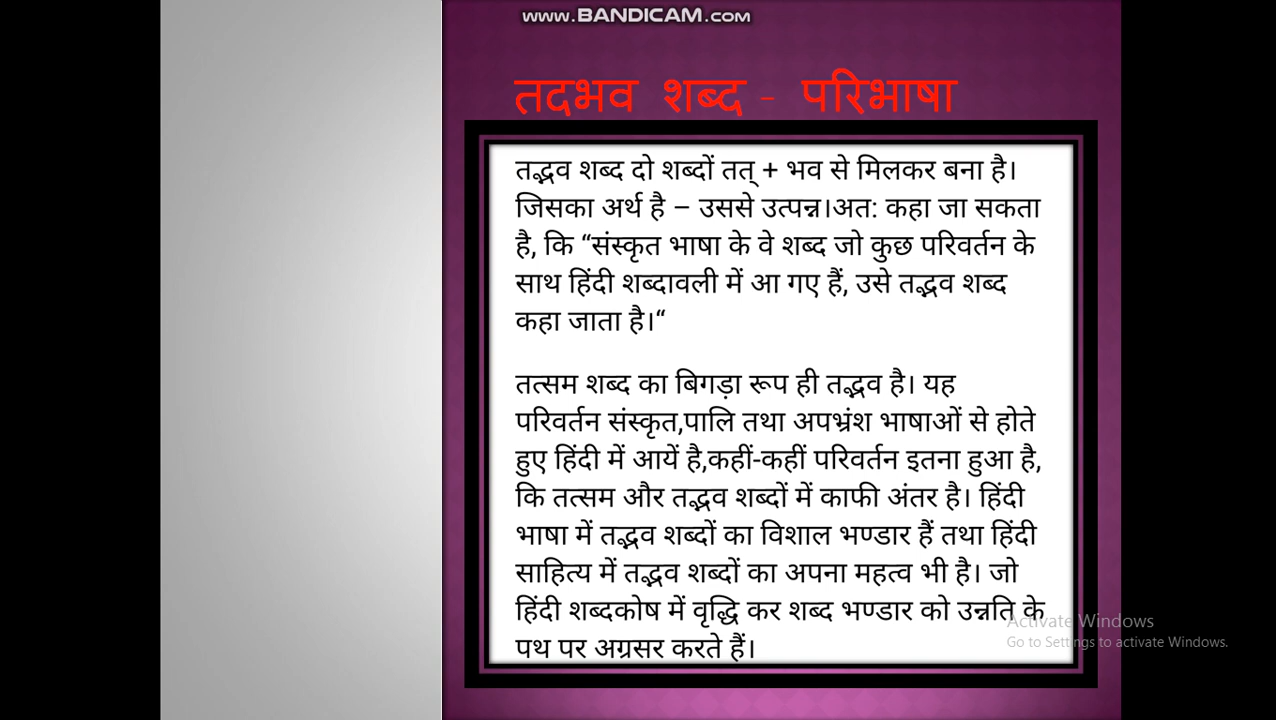 www.BANDICAM.com
तदभव शब्द - परिभाषा
तद्भव शब्द दो शब्दों तत् + भव से मिलकर बना है।
जिसका अर्थ है – उससे उत्पन्न।अत: कहा जा सकता
है, कि “संस्कृत भाषा के वे शब्द जो कुछ परिवर्तन के
साथ हिंदी शब्दावली में आ गए हैं, उसे तद्भव शब्द
कहा जाता है।“
तत्सम शब्द का बिगड़ा रूप ही तद्भव है। यह
परिवर्तन संस्कृत,पालि तथा अपभ्रंश भाषाओं से होते
हुए हिंदी में आयें है,कहीं-कहीं परिवर्तन इतना हुआ है,
कि तत्सम और तद्भव शब्दों में काफी अंतर है। हिंदी
भाषा में तद्भव शब्दों का विशाल भण्डार हैं तथा हिंदी
साहित्य में तद्भव शब्दों का अपना महत्व भी है। जो
हिंदी शब्दकोष में वृद्धि कर शब्द भण्डार को उन्नति के
पथ पर अग्रसर करते हैं।
Activate Windows
Go to Settings to activate Windows.